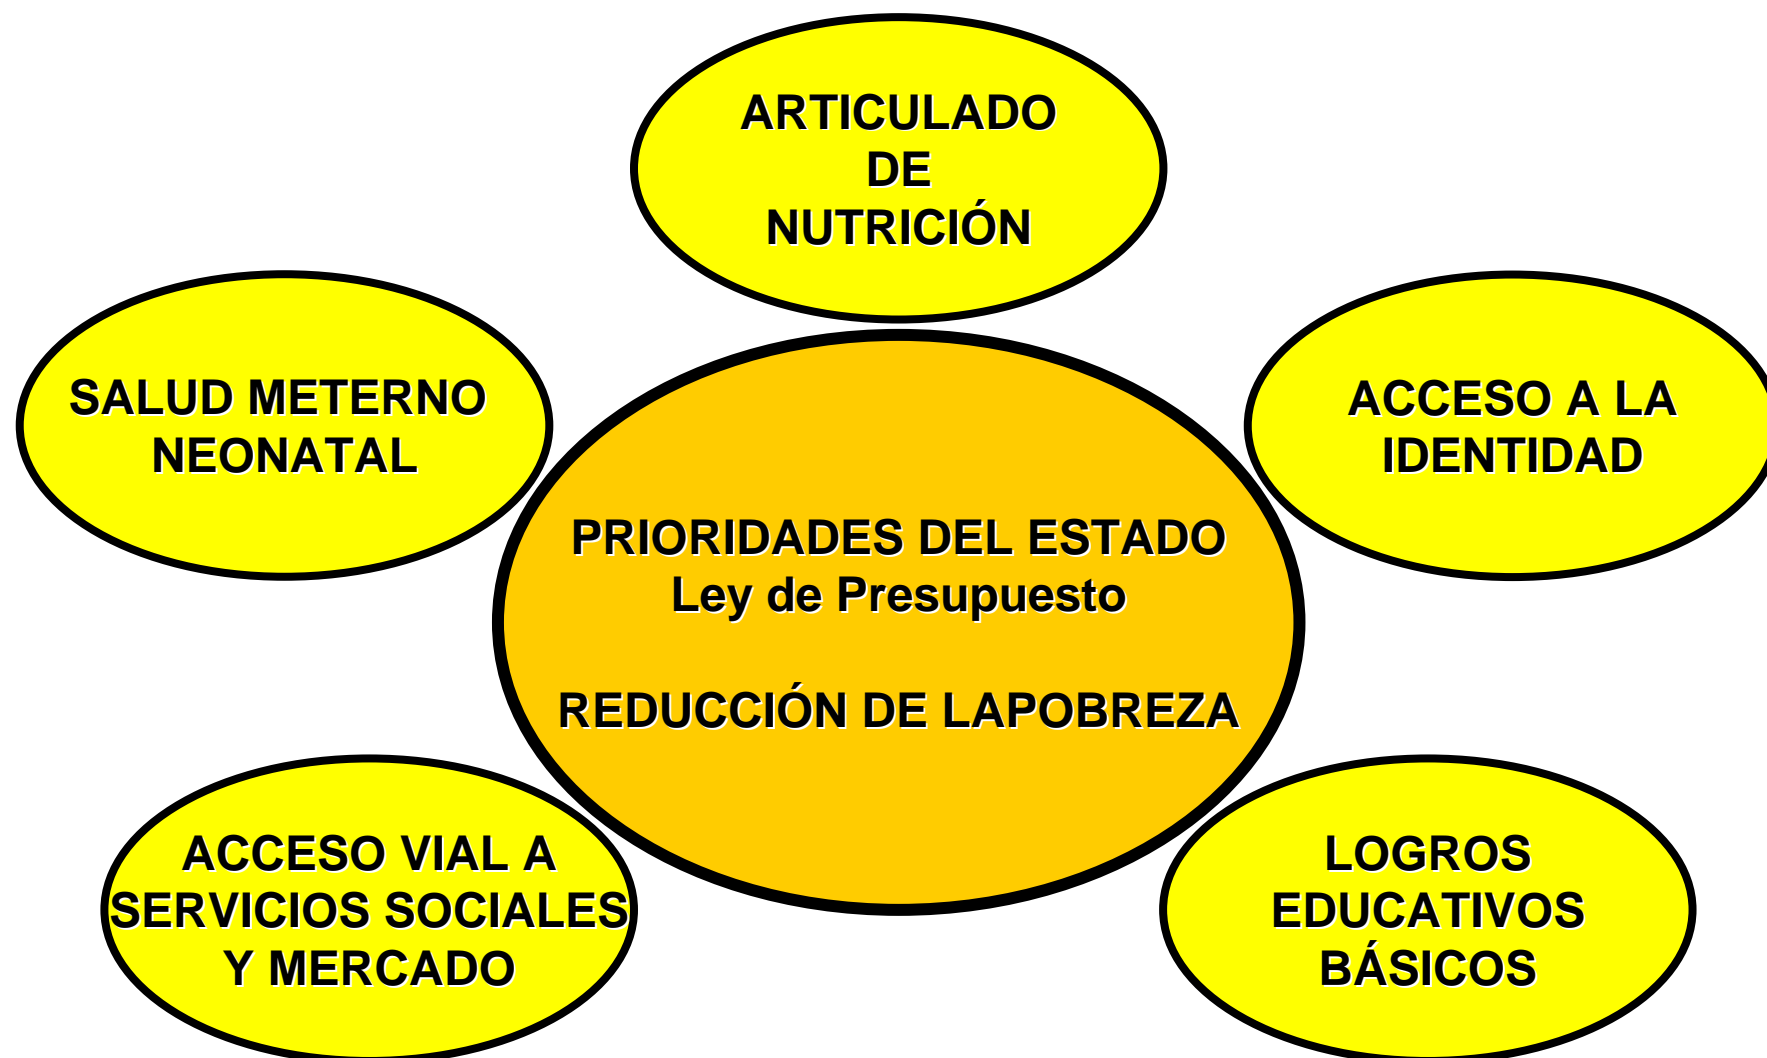 ARTICULADO
DE
NUTRICIÓN
SALUD METERNO
NEONATAL
ACCESO A LA
IDENTIDAD
PRIORIDADES DEL ESTADO
Ley de Presupuesto
REDUCCIÓN DE LAPOBREZA
ACCESO VIAL A
SERVICIOS SOCIALES
Y MERCADO
LOGROS
EDUCATIVOS
BÁSICOS